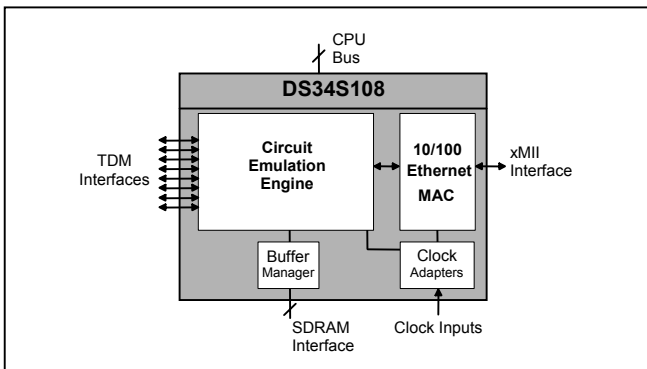 CPU
Bus
DS34S108
TDM
Interfaces
Circuit
Emulation
Engine
10/100
Ethernet
MAC
xMII
Interface
Buffer
Manager
Clock
Adapters
SDRAM
Interface
Clock Inputs